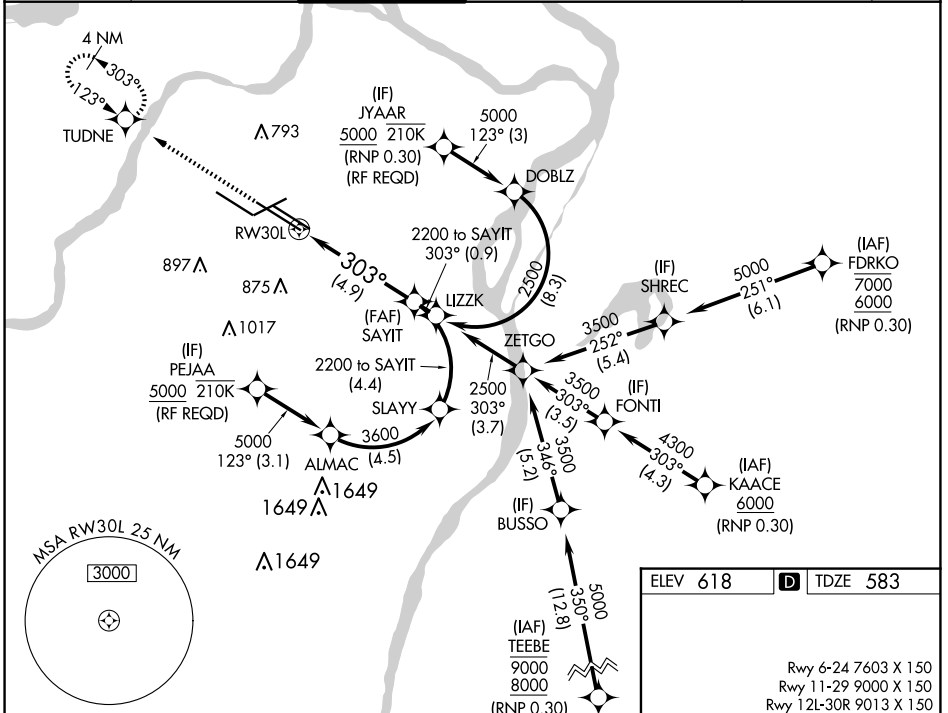 4 NM
303°
123°
TUDNE
793
(IF)
JYAAR
5000 210K
(RNP 0.30)
(RF REQD)
5000
123° (3)
DOBLZ
RW30L
2200 to SAYIT
303° (0.9)
303°
(4.9)
2500
(8.3)
897
875
1017
(FAF)
SAYIT
LIZZK
(IF)
SHREC
5000
251°
(6.1)
(IAF)
FDRKO
7000
6000
(RNP 0.30)
ZETGO
3500
252°
(5.4)
(IF)
PEJAA
5000 210K
(RF REQD)
2200 to SAYIT
(4.4)
SLAYY
2500
303°
(3.7)
3500
303°
(3.5)
(IF)
FONTI
5000
123° (3.1)
3600
(4.5)
ALMAC
3500
346°
(5.2)
4300
303°
(4.3)
(IAF)
KAACE
6000
(RNP 0.30)
1649
1649
(IF)
BUSSO
1649
MSA RW30L 25 NM
3000
5000
350°
(12.8)
(IAF)
TEEBE
9000
8000
(RNP 0.30)
ELEV 618 D TDZE 583
Rwy 6-24 7603 X 150
Rwy 11-29 9000 X 150
Rwy 12L-30R 9013 X 150